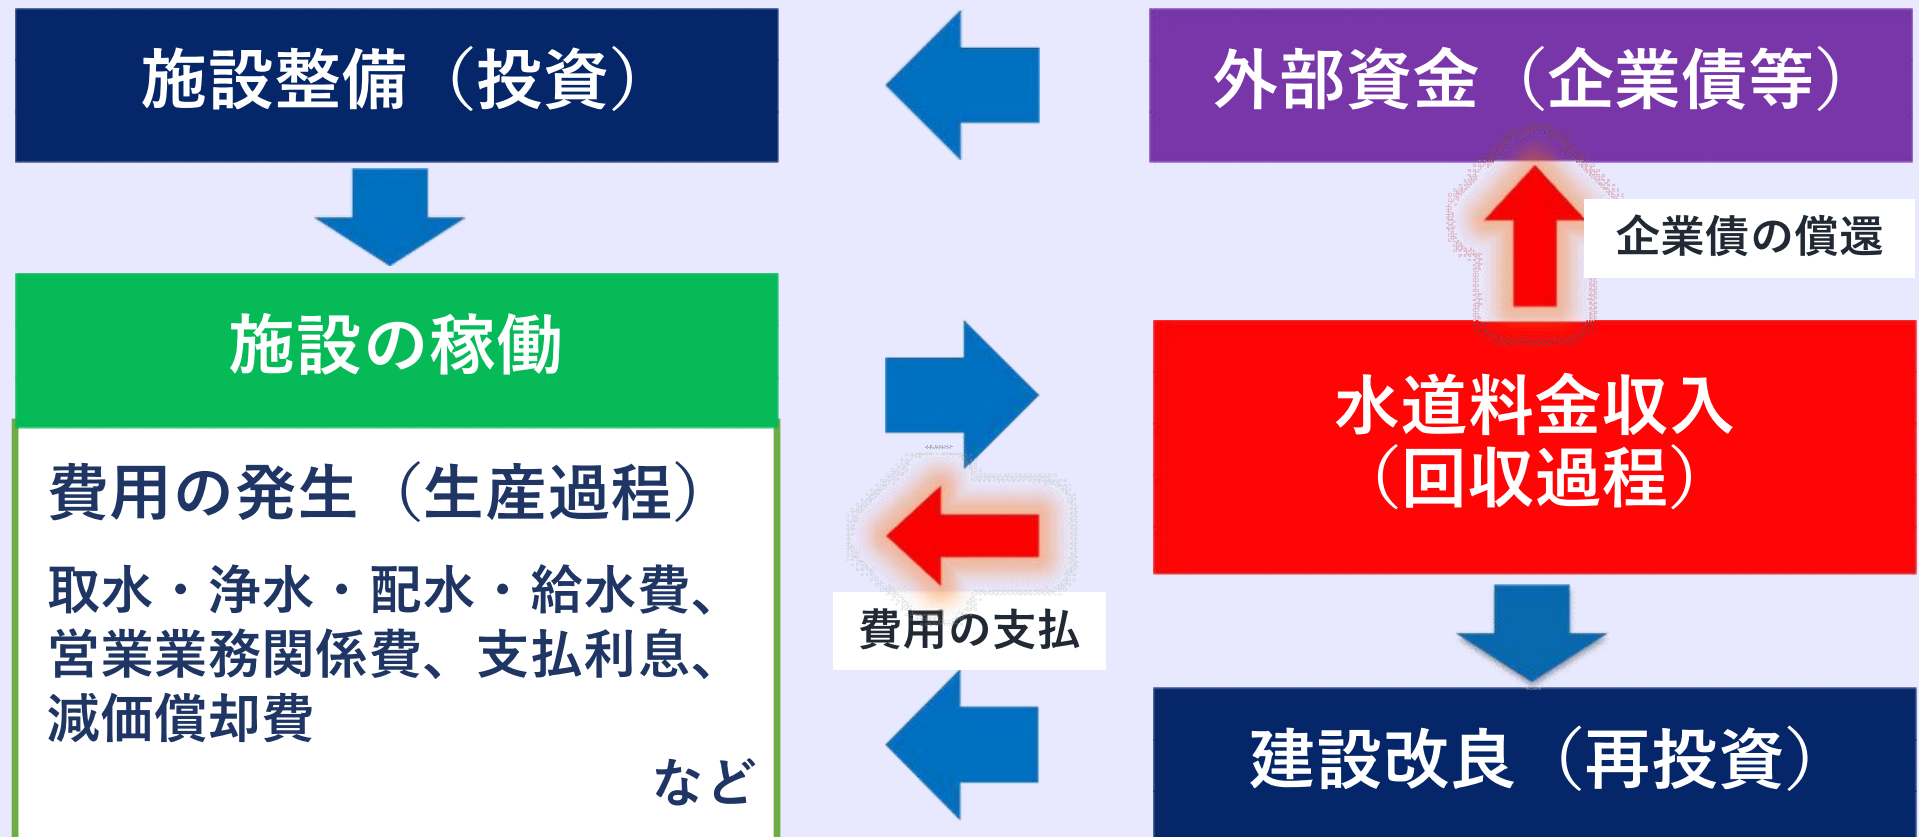 施設整備（投資）
外部資金（企業債等）
企業債の償還
施設の稼働
水道料金収入
（回収過程）
費用の発生（生産過程）
取水・浄水・配水・給水費、
営業業務関係費、支払利息、
減価償却費
など
費用の支払
建設改良（再投資）